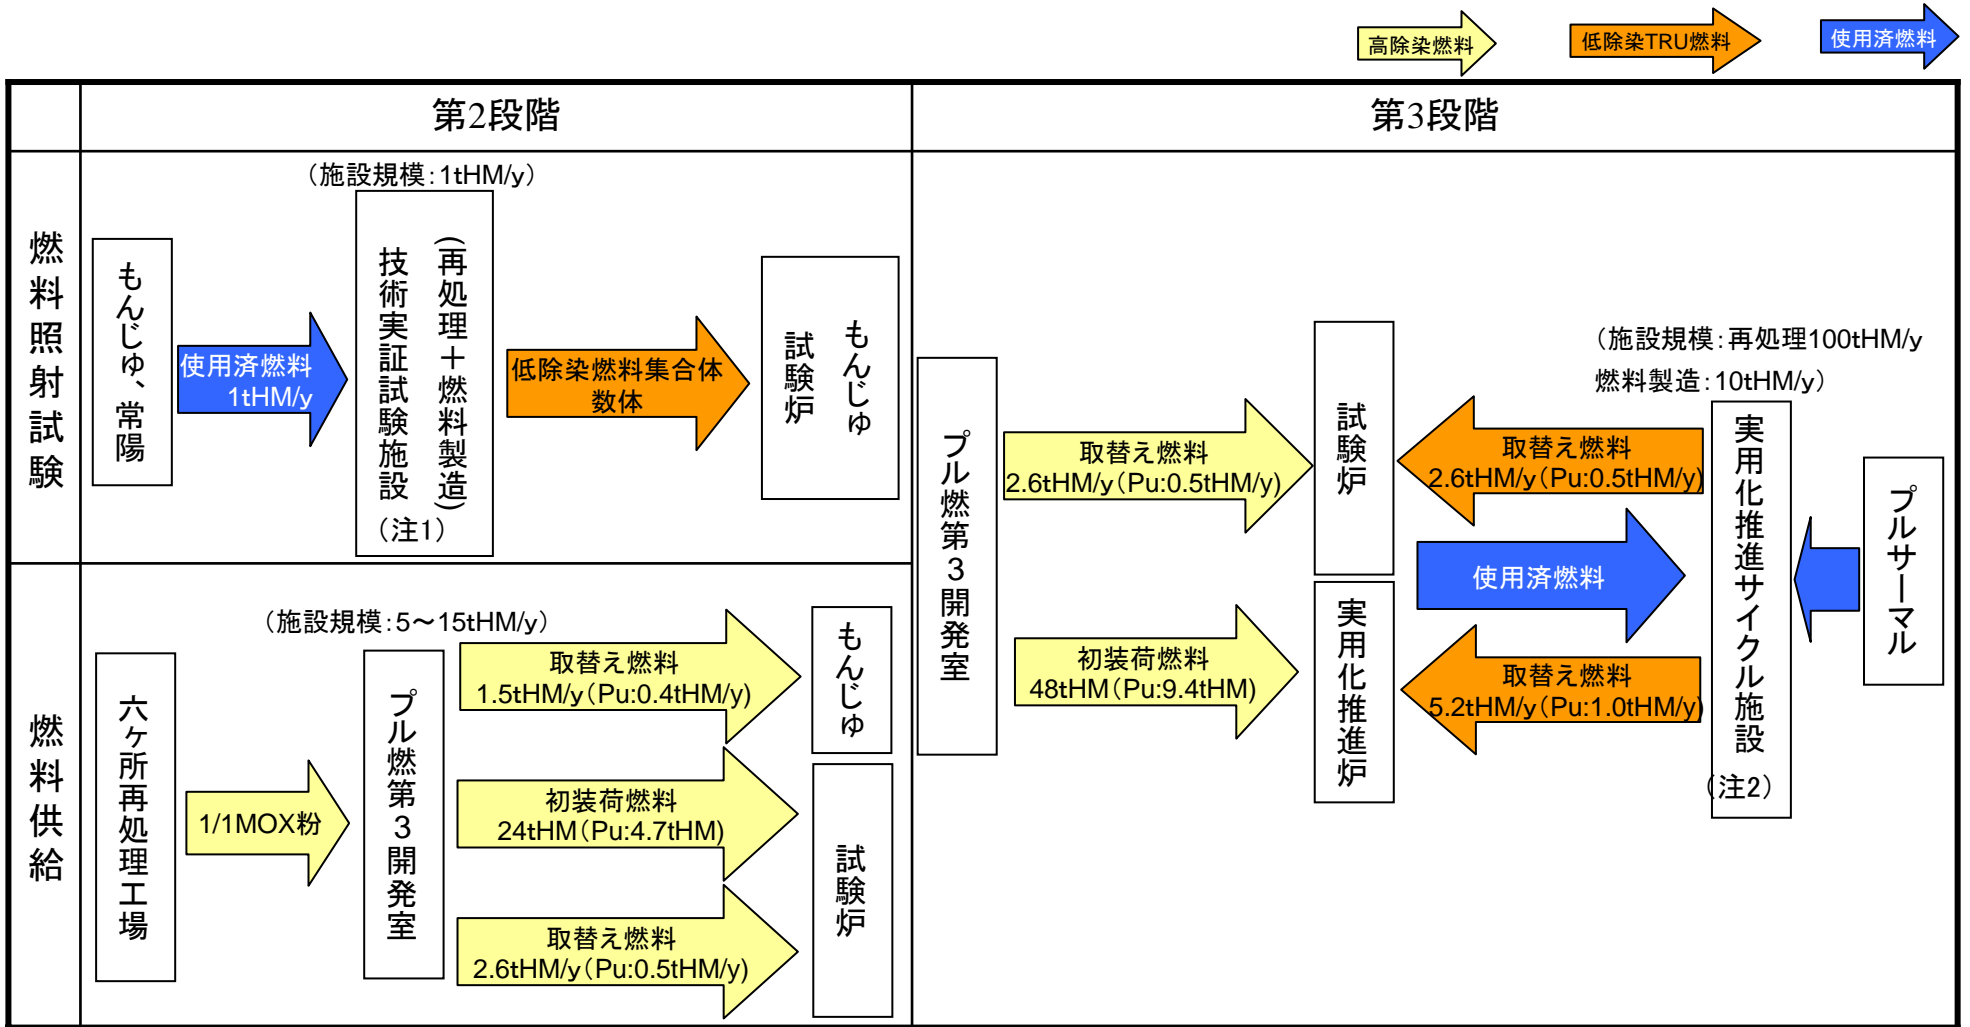 高除染燃料
低除染TRU燃料
使用済燃料
第2段階
第3段階
燃料照射試験
(施設規模:1tHM/y)
もんじゅ、常陽
使用済燃料
1tHM/y
(再処理+燃料製造)
技術実証試験施設
(注1)
低除染燃料集合体
数体
もんじゅ
試験炉
燃料供給
(施設規模:5~15tHM/y)
六ヶ所再処理工場
1/1MOX粉
プル燃第3開発室
取替え燃料
1.5tHM/y(Pu:0.4tHM/y)
初装荷燃料
24tHM(Pu:4.7tHM)
取替え燃料
2.6tHM/y(Pu:0.5tHM/y)
もんじゅ
試験炉
プル燃第3開発室
取替え燃料
2.6tHM/y(Pu:0.5tHM/y)
初装荷燃料
48tHM(Pu:9.4tHM)
試験炉
実用化推進炉
(施設規模:再処理100tHM/y
燃料製造:10tHM/y)
取替え燃料
2.6tHM/y(Pu:0.5tHM/y)
使用済燃料
取替え燃料
5.2tHM/y(Pu:1.0tHM/y)
実用化推進サイクル施設
(注2)
プルサーマル